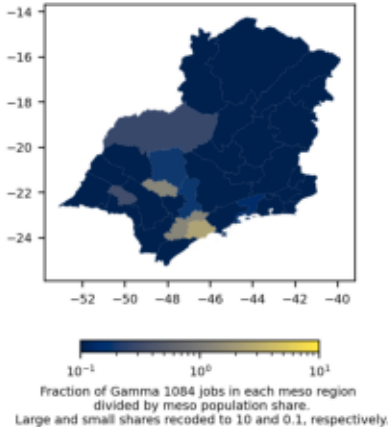 −14
−16
−18
−20
−22
−24
−52 −50 −48 −46 −44 −42 −40
10⁻¹ 10⁰ 10¹
Fraction of Gamma 1084 jobs in each meso region
divided by meso population share.
Large and small shares recoded to 10 and 0.1, respectively.